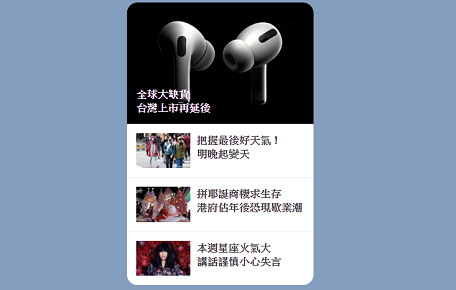 全球大缺貨
台灣上市再延後
把握最後好天氣！
明晚起變天
拼耶誕商機求生存
港府估年後恐現歇業潮
本週星座火氣大
講話謹慎小心失言